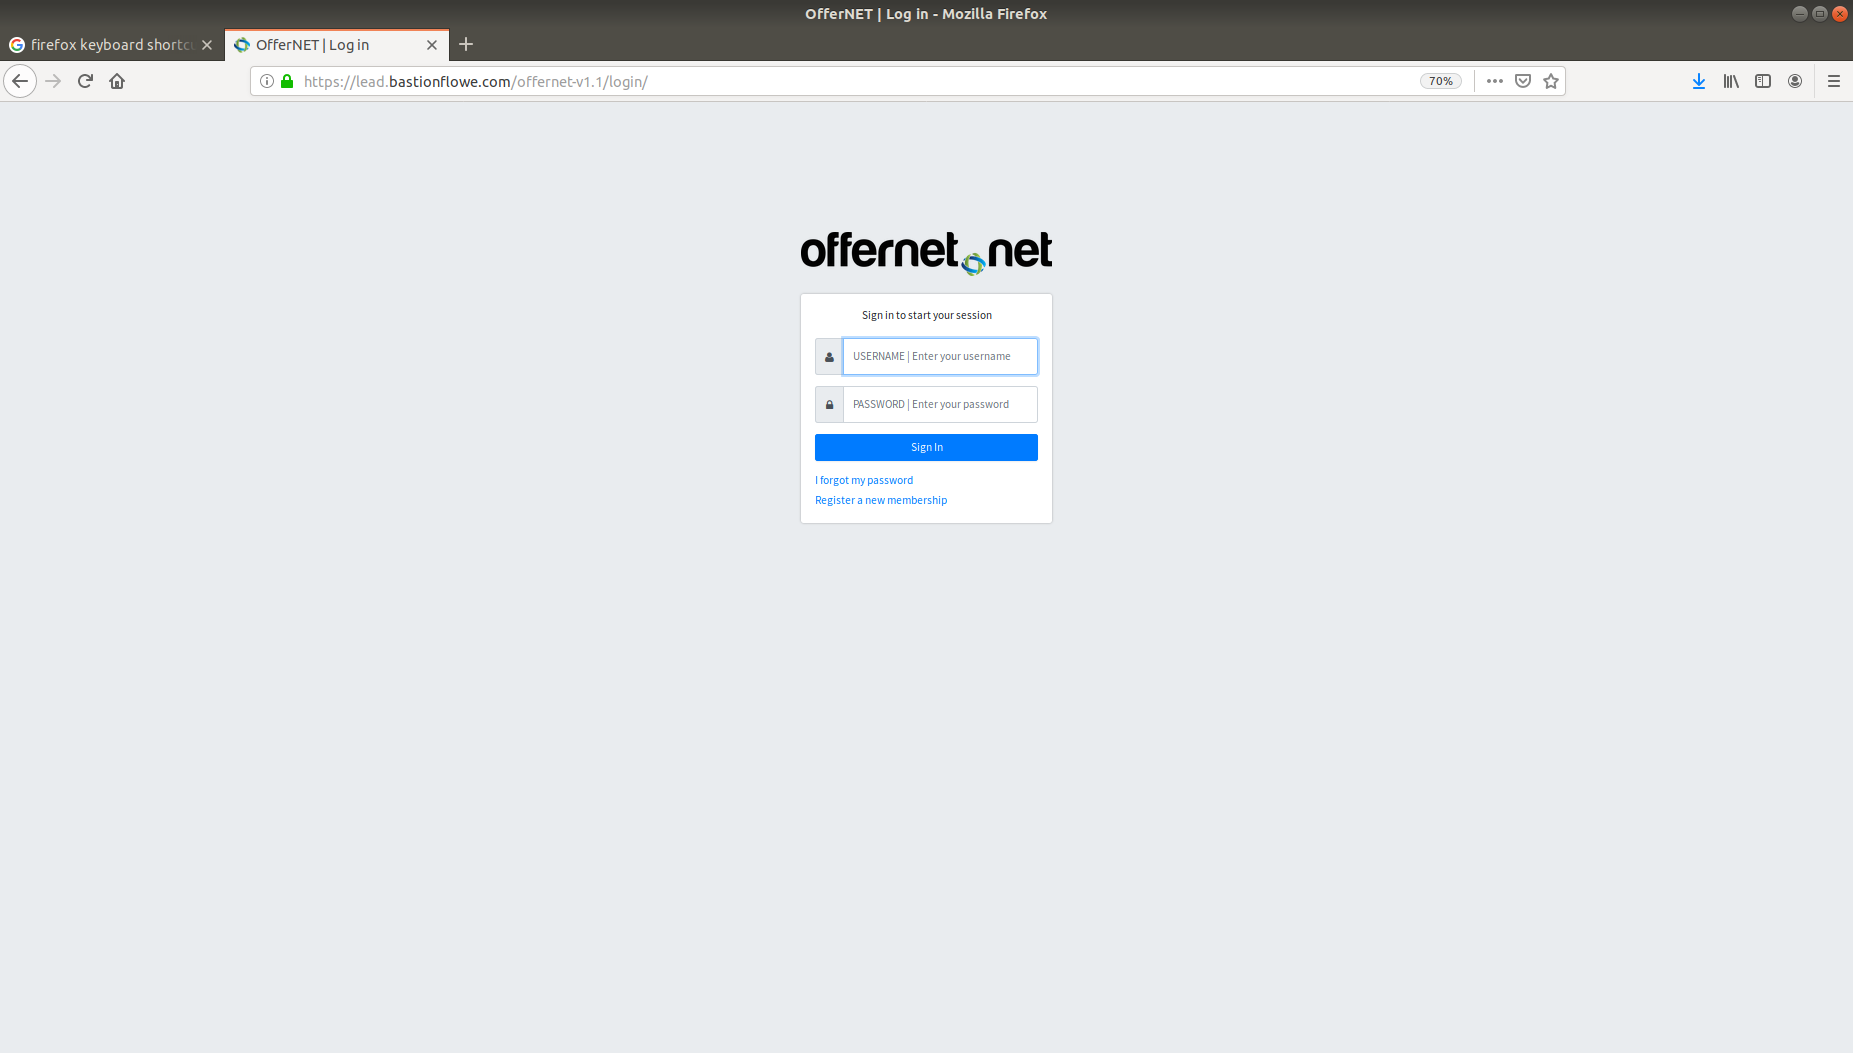 OfferNET | Log in - Mozilla Firefox
firefox keyboard shortcu
OfferNET | Log in
https://lead.bastionflowe.com/offernet-v1.1/login/
70%
offernet.net
Sign in to start your session
USERNAME | Enter your username
PASSWORD | Enter your password
Sign In
I forgot my password
Register a new membership